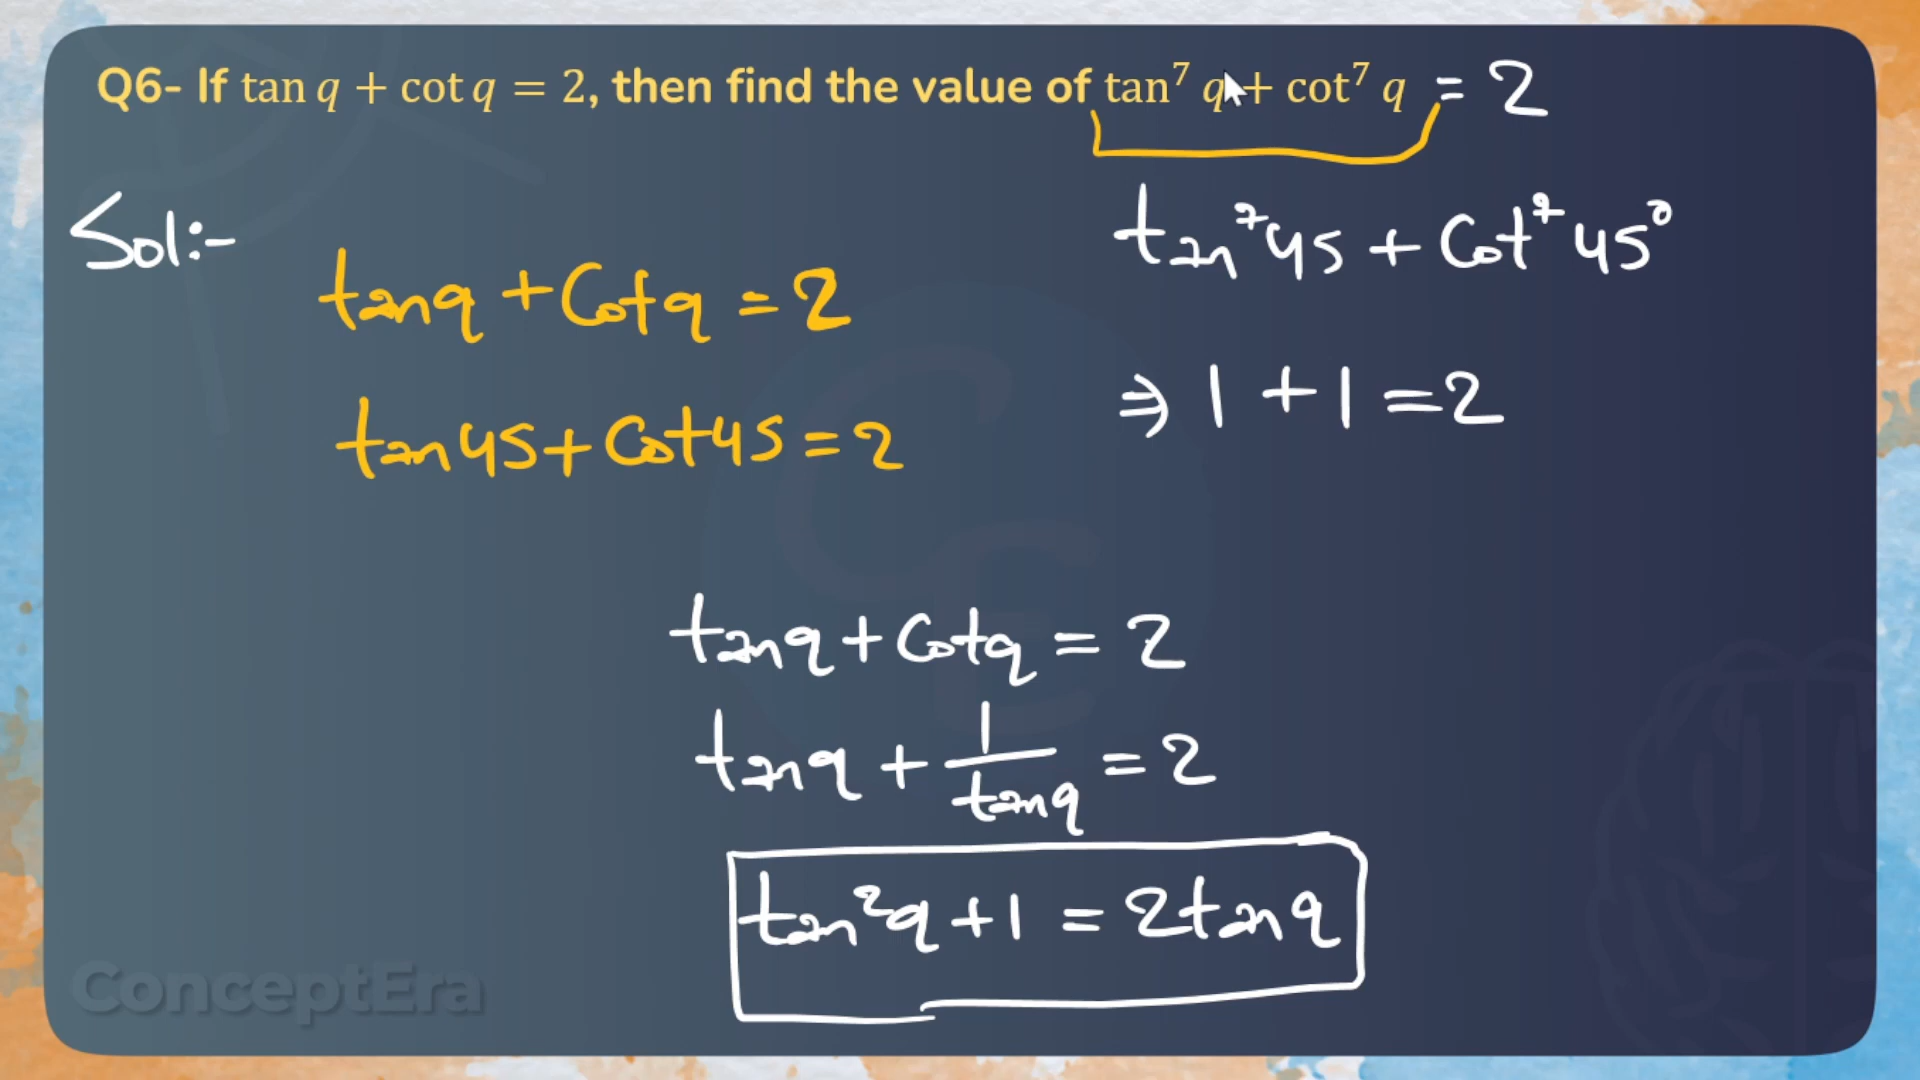 Q6- If tan q + cot q = 2, then find the value of tan⁷ q + cot⁷ q = 2
Sol:-
tanq + Cotq = 2
tan45 + Cot45 = 2
tan⁷45 + Cot⁷45°
⇒ 1 + 1 = 2
tanq + Cotq = 2
tanq + 1/tanq = 2
tan²q + 1 = 2tanq
ConceptEra